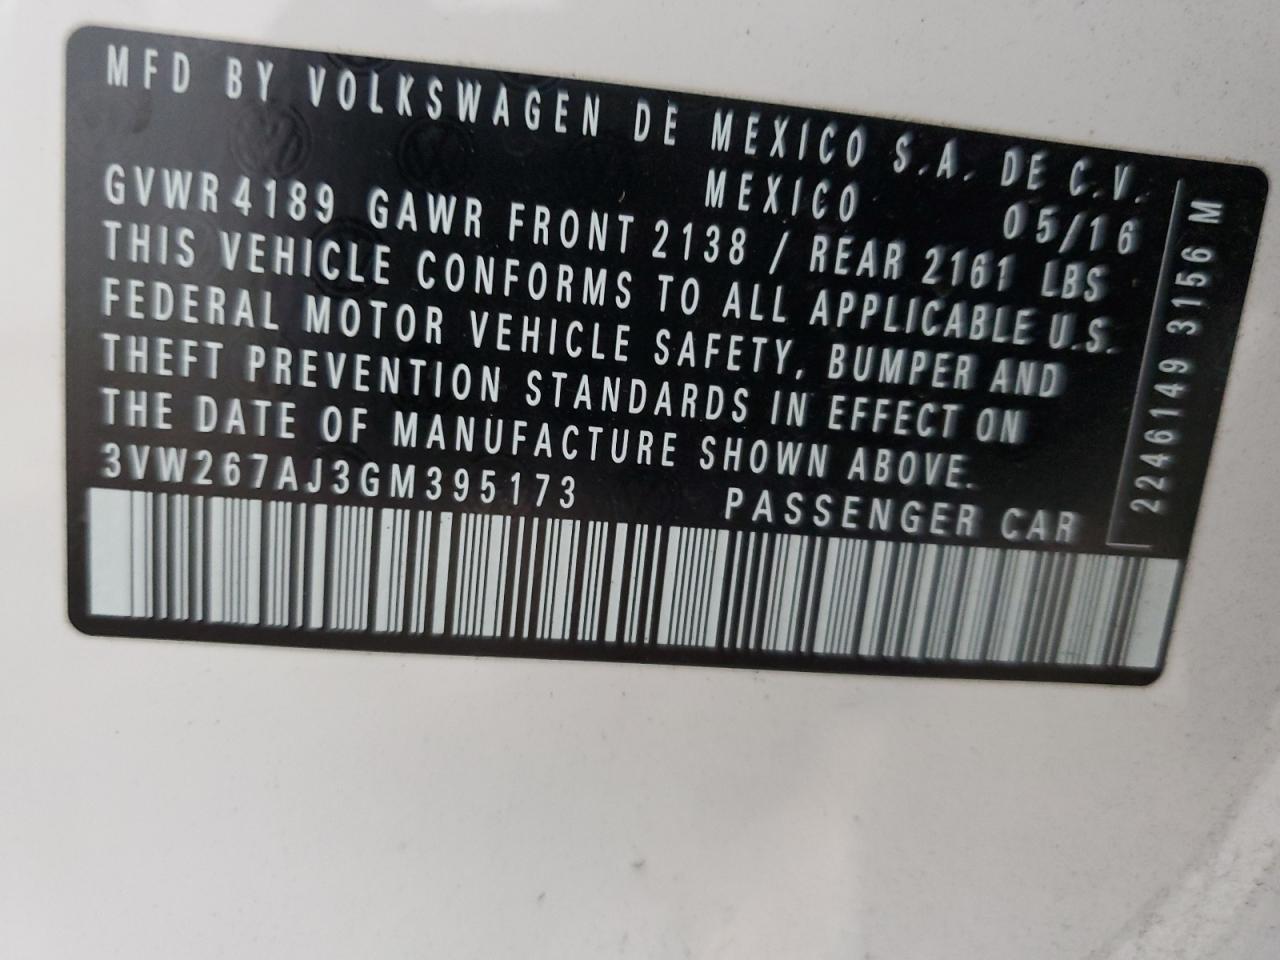 MFD BY VOLKSWAGEN DE MEXICO S.A. DE C.V.
MEXICO 05/16
GVWR 4189 GAWR FRONT 2138 / REAR 2161 LBS
THIS VEHICLE CONFORMS TO ALL APPLICABLE U.S.
FEDERAL MOTOR VEHICLE SAFETY, BUMPER AND
THEFT PREVENTION STANDARDS IN EFFECT ON
THE DATE OF MANUFACTURE SHOWN ABOVE.
3VW267AJ3GM395173 PASSENGER CAR
2246149 3156 M